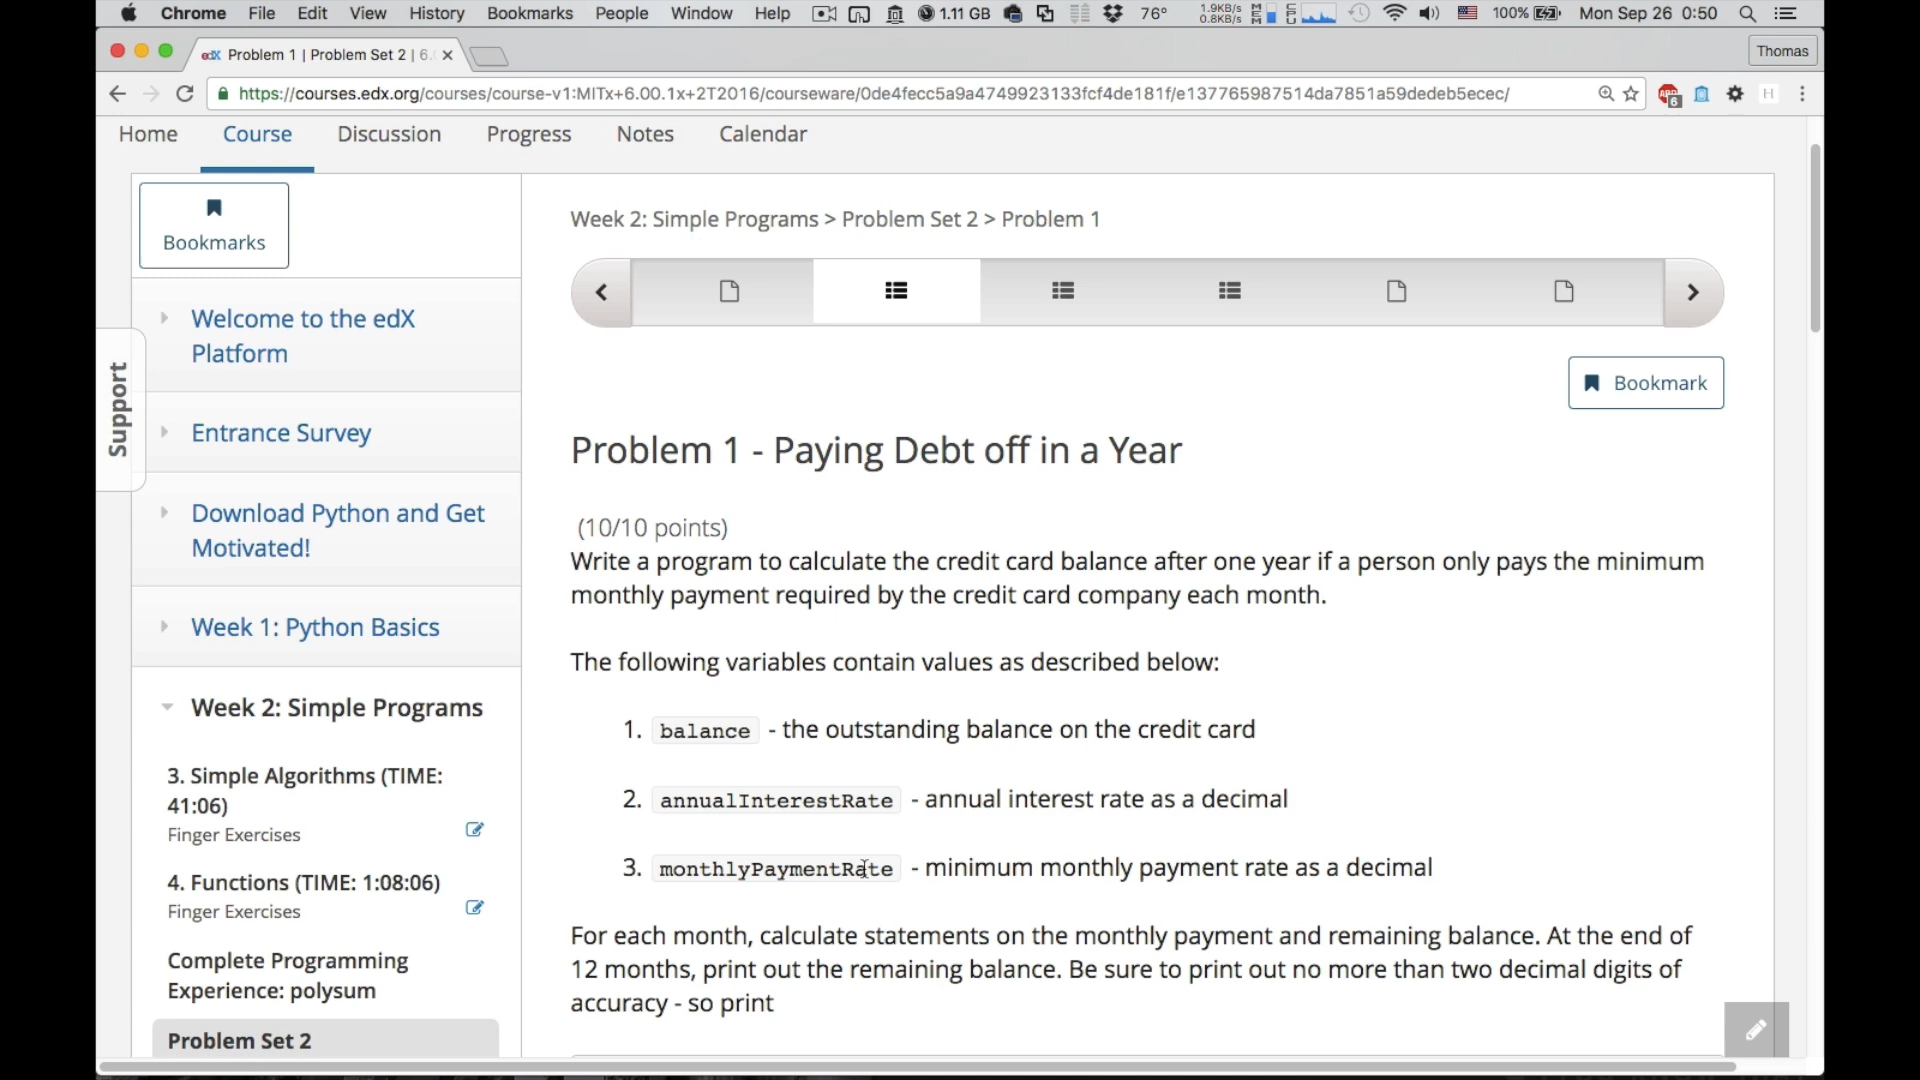 Chrome File Edit View History Bookmarks People Window Help 1.11 GB 76° 1.9KB/s 0.8KB/s MEM CPU 100% Mon Sep 26 0:50
edX Problem 1 | Problem Set 2 | 6. Thomas
https://courses.edx.org/courses/course-v1:MITx+6.00.1x+2T2016/courseware/0de4fecc5a9a4749923133fcf4de181f/e137765987514da7851a59dedeb5ecec/ ABP 6 H
Home Course Discussion Progress Notes Calendar
Bookmarks
Support
Welcome to the edX
Platform
Entrance Survey
Download Python and Get
Motivated!
Week 1: Python Basics
Week 2: Simple Programs
3. Simple Algorithms (TIME:
41:06)
Finger Exercises
4. Functions (TIME: 1:08:06)
Finger Exercises
Complete Programming
Experience: polysum
Problem Set 2
Week 2: Simple Programs > Problem Set 2 > Problem 1
Bookmark
Problem 1 - Paying Debt off in a Year
(10/10 points)
Write a program to calculate the credit card balance after one year if a person only pays the minimum
monthly payment required by the credit card company each month.
The following variables contain values as described below:
1. balance - the outstanding balance on the credit card
2. annualInterestRate - annual interest rate as a decimal
3. monthlyPaymentRate - minimum monthly payment rate as a decimal
For each month, calculate statements on the monthly payment and remaining balance. At the end of
12 months, print out the remaining balance. Be sure to print out no more than two decimal digits of
accuracy - so print